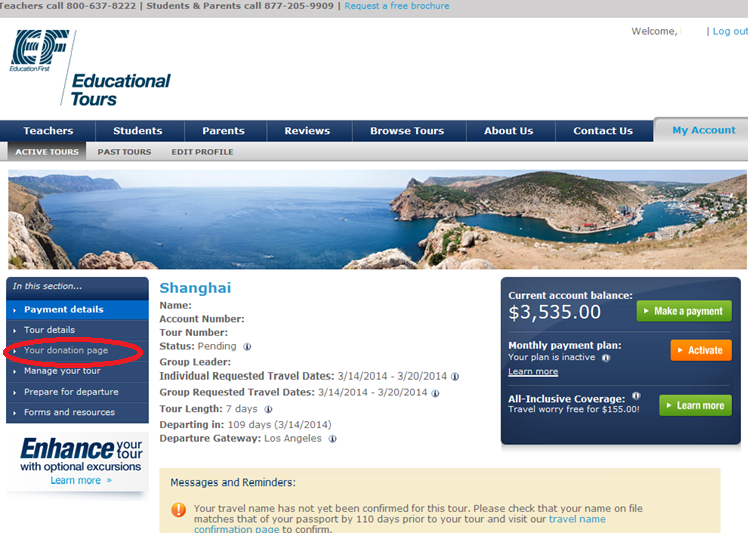 Teachers call 800-637-8222 | Students & Parents call 877-205-9909 | Request a free brochure
Welcome, | Log out
EF
Education First
Educational
Tours
Teachers Students Parents Reviews Browse Tours About Us Contact Us My Account
ACTIVE TOURS PAST TOURS EDIT PROFILE
In this section...
Payment details
Tour details
Your donation page
Manage your tour
Prepare for departure
Forms and resources
Enhance your
tour
with optional excursions
Learn more »
Shanghai
Name:
Account Number:
Tour Number:
Status: Pending
Group Leader:
Individual Requested Travel Dates: 3/14/2014 - 3/20/2014
Group Requested Travel Dates: 3/14/2014 - 3/20/2014
Tour Length: 7 days
Departing in: 109 days (3/14/2014)
Departure Gateway: Los Angeles
Current account balance:
$3,535.00
Make a payment
Monthly payment plan:
Your plan is inactive
Activate
Learn more
All-Inclusive Coverage:
Travel worry free for $155.00!
Learn more
Messages and Reminders:
Your travel name has not yet been confirmed for this tour. Please check that your name on file
matches that of your passport by 110 days prior to your tour and visit our travel name
confirmation page to confirm.